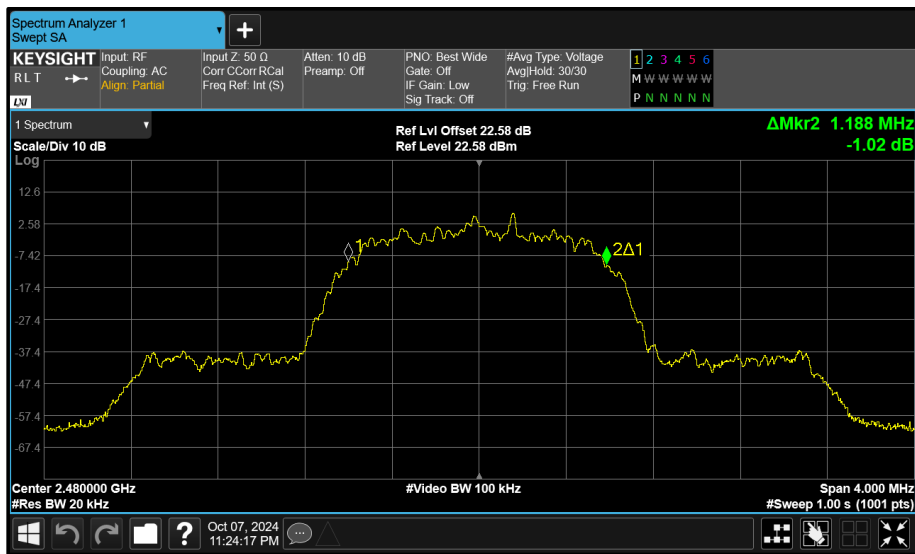 Spectrum Analyzer 1
Swept SA
KEYSIGHT
R L T
LXI
Input: RF
Coupling: AC
Align: Partial
Input Z: 50 Ω
Corr CCorr RCal
Freq Ref: Int (S)
Atten: 10 dB
Preamp: Off
PNO: Best Wide
Gate: Off
IF Gain: Low
Sig Track: Off
#Avg Type: Voltage
Avg|Hold: 30/30
Trig: Free Run
1 2 3 4 5 6
M W W W W W
P N N N N N
1 Spectrum
Scale/Div 10 dB
Ref Lvl Offset 22.58 dB
Ref Level 22.58 dBm
ΔMkr2 1.188 MHz
-1.02 dB
Log
12.6
2.58
-7.42
-17.4
-27.4
-37.4
-47.4
-57.4
-67.4
1
2Δ1
Center 2.480000 GHz
#Video BW 100 kHz
Span 4.000 MHz
#Res BW 20 kHz
#Sweep 1.00 s (1001 pts)
?
Oct 07, 2024
11:24:17 PM